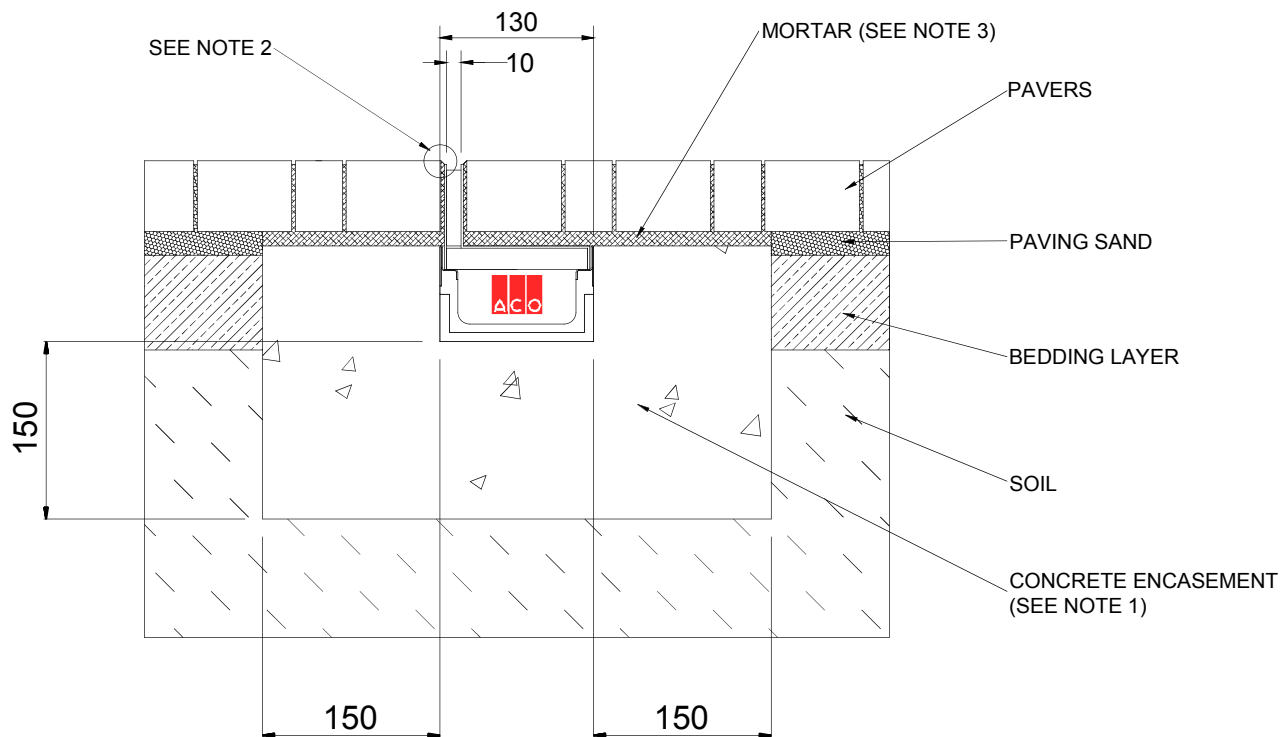 130
SEE NOTE 2
MORTAR (SEE NOTE 3)
10
PAVERS
PAVING SAND
ACO
BEDDING LAYER
150
SOIL
CONCRETE ENCASEMENT
(SEE NOTE 1)
150
150